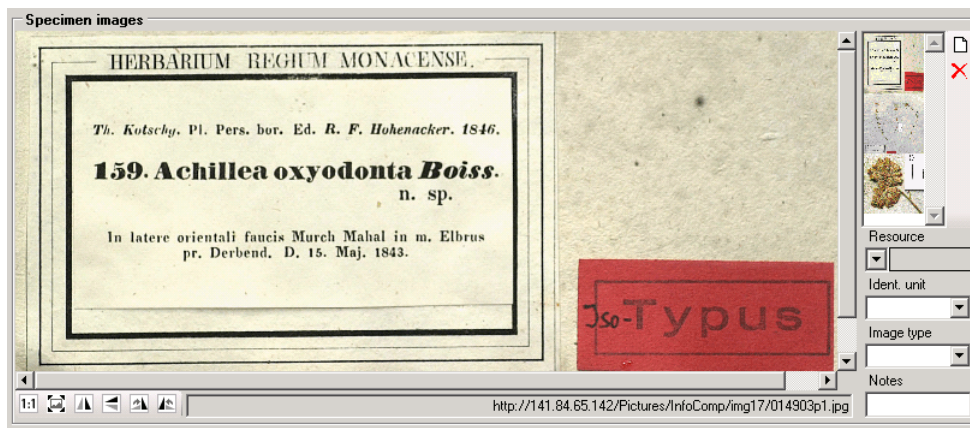 Specimen images
HERBARIUM REGIUM MONACENSE.
Th. Kotschy. Pl. Pers. bor. Ed. R. F. Hohenacker. 1846.
159. Achillea oxyodonta Boiss.
n. sp.
In latere orientali faucis Murch Mahal in m. Elbrus
pr. Derbend. D. 15. Maj. 1843.
Iso-Typus
Resource
Ident. unit
Image type
Notes
1:1
http://141.84.65.142/Pictures/InfoComp/img17/014903p1.jpg